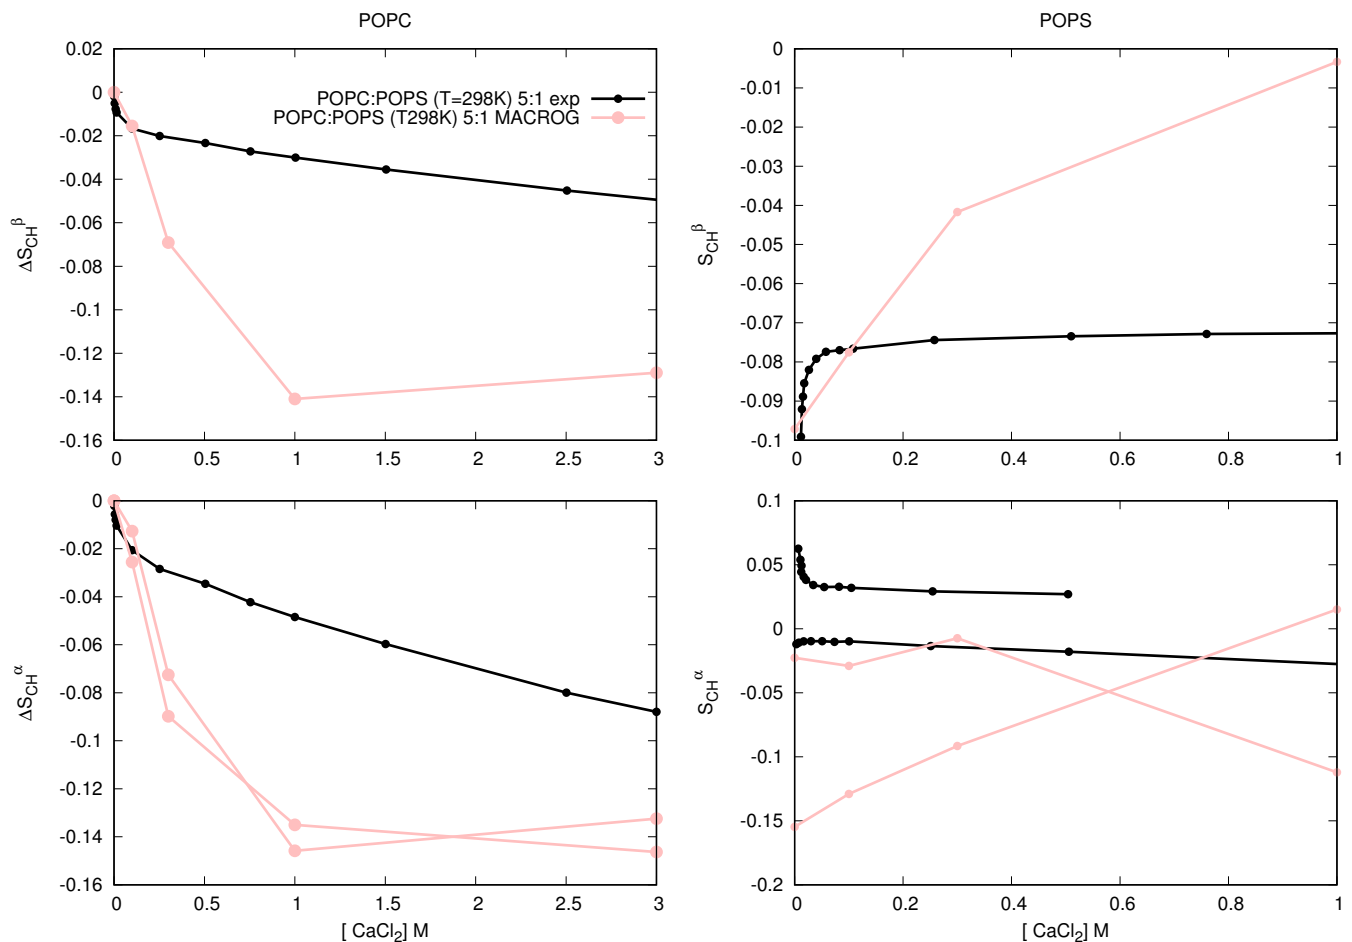 POPC
POPS
0.02
0
-0.02
-0.04
-0.06
-0.08
-0.1
-0.12
-0.14
-0.16
ΔS_CH^β
POPC:POPS (T=298K) 5:1 exp
POPC:POPS (T298K) 5:1 MACROG
0 0.5 1 1.5 2 2.5 3
0
-0.01
-0.02
-0.03
-0.04
-0.05
-0.06
-0.07
-0.08
-0.09
-0.1
S_CH^β
0 0.2 0.4 0.6 0.8 1
0
-0.02
-0.04
-0.06
-0.08
-0.1
-0.12
-0.14
-0.16
ΔS_CH^α
0 0.5 1 1.5 2 2.5 3
[ CaCl₂] M
0.1
0.05
0
-0.05
-0.1
-0.15
-0.2
S_CH^α
0 0.2 0.4 0.6 0.8 1
[ CaCl₂] M